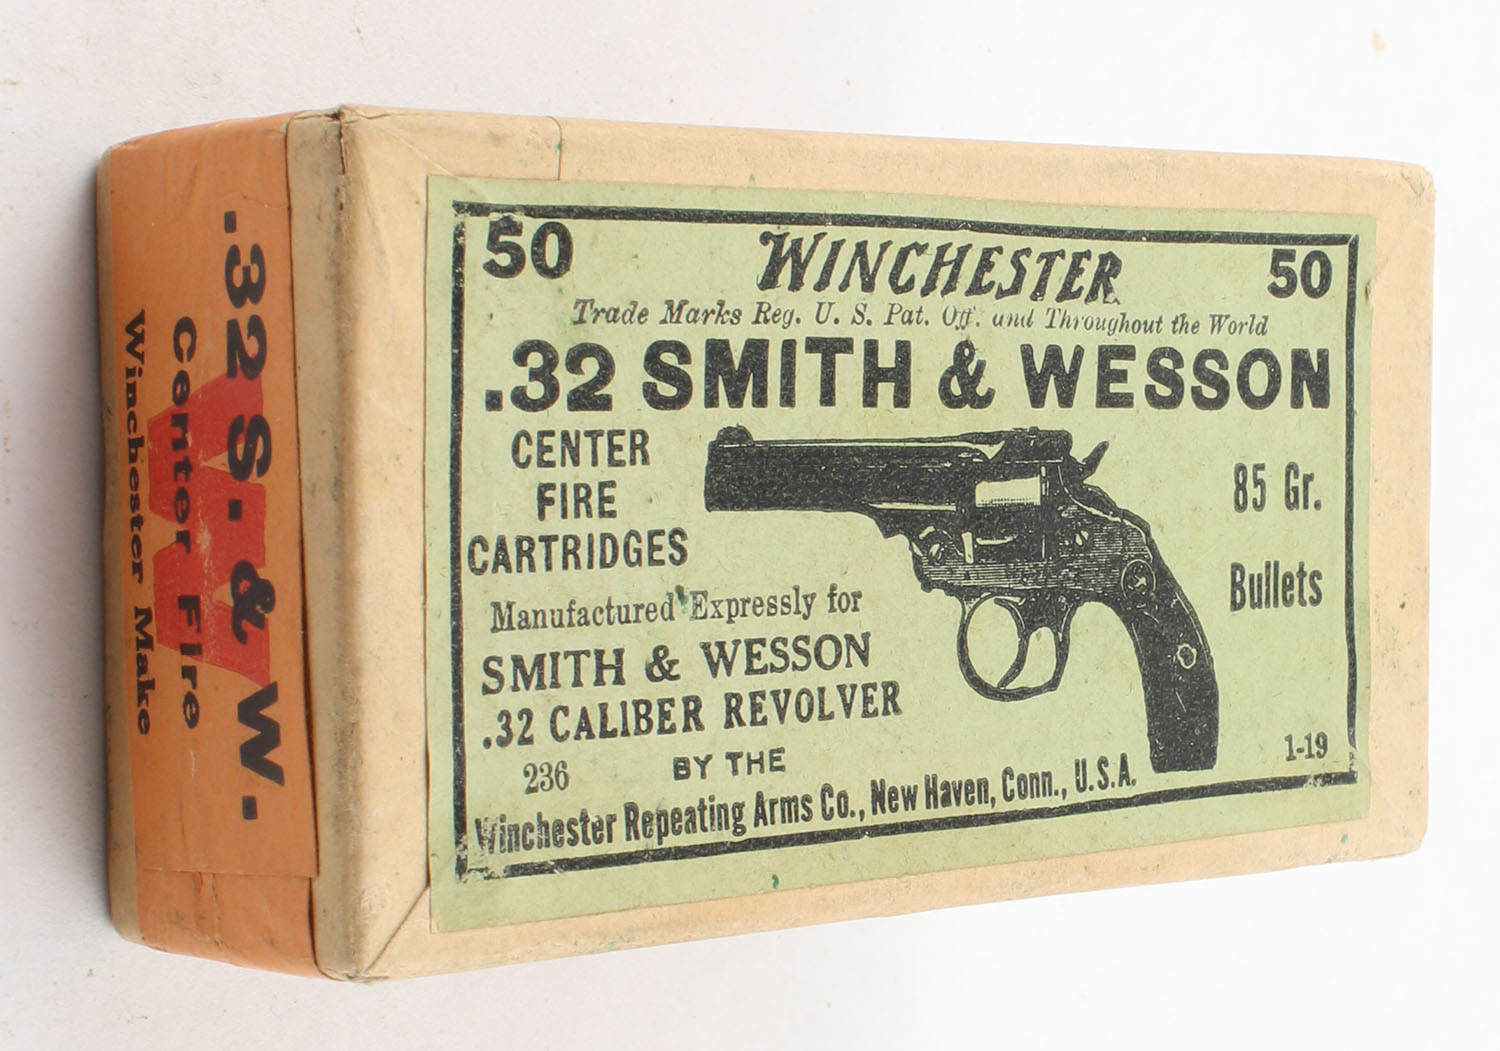 50 WINCHESTER 50
Trade Marks Reg. U. S. Pat. Off. and Throughout the World
.32 SMITH & WESSON
CENTER
FIRE
CARTRIDGES
85 Gr.
Bullets
Manufactured Expressly for
SMITH & WESSON
.32 CALIBER REVOLVER
236 BY THE 1-19
Winchester Repeating Arms Co., New Haven, Conn., U.S.A.
.32 S. & W.
Center Fire
Winchester Make
W